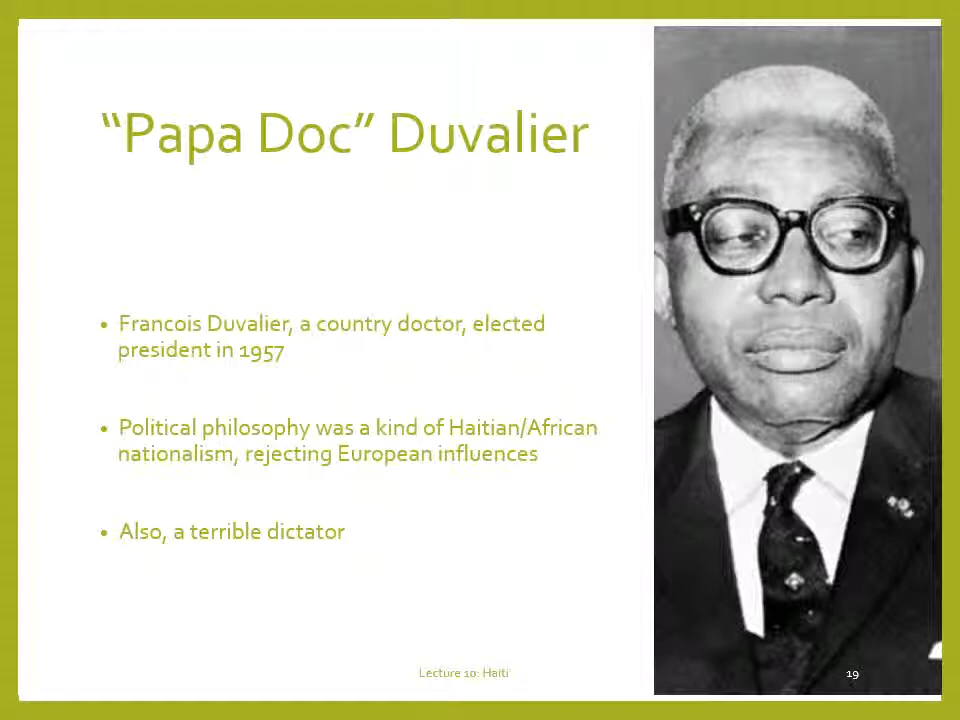 “Papa Doc” Duvalier
• Francois Duvalier, a country doctor, elected
president in 1957
• Political philosophy was a kind of Haitian/African
nationalism, rejecting European influences
• Also, a terrible dictator
Lecture 10: Haiti
19